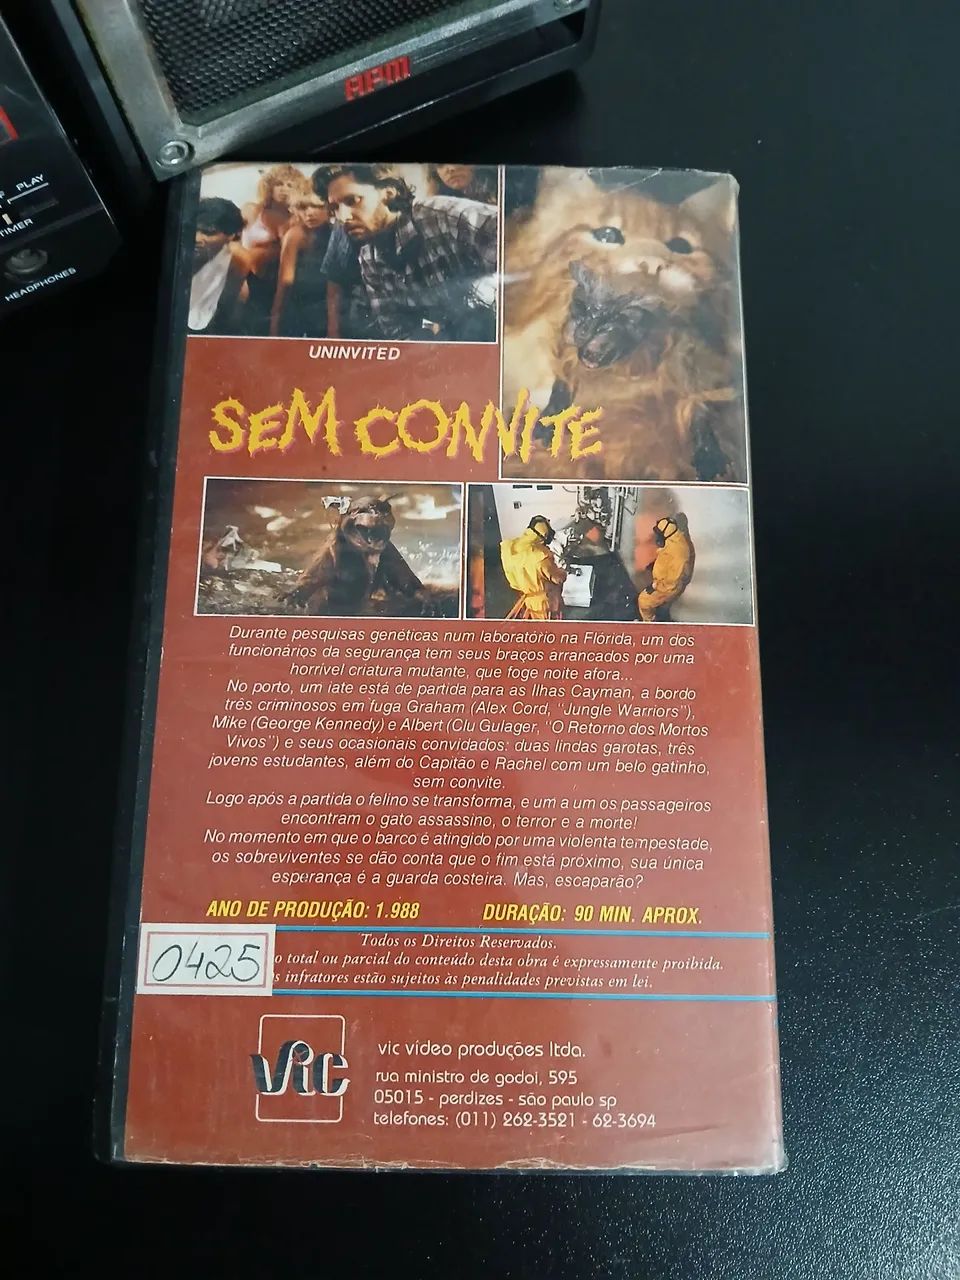 RPM
PLAY
TIMER
HEADPHONES
UNINVITED
SEM CONVITE
Durante pesquisas genéticas num laboratório na Flórida, um dos
funcionários da segurança tem seus braços arrancados por uma
horrível criatura mutante, que foge noite afora...
No porto, um iate está de partida para as Ilhas Cayman, a bordo
três criminosos em fuga Graham (Alex Cord, "Jungle Warriors"),
Mike (George Kennedy) e Albert (Clu Gulager, "O Retorno dos Mortos
Vivos") e seus ocasionais convidados: duas lindas garotas, três
jovens estudantes, além do Capitão e Rachel com um belo gatinho,
sem convite.
Logo após a partida o felino se transforma, e um a um os passageiros
encontram o gato assassino, o terror e a morte!
No momento em que o barco é atingido por uma violenta tempestade,
os sobreviventes se dão conta que o fim está próximo, sua única
esperança é a guarda costeira. Mas, escaparão?
ANO DE PRODUÇÃO: 1.988 DURAÇÃO: 90 MIN. APROX.
Todos os Direitos Reservados.
o total ou parcial do conteúdo desta obra é expressamente proibida.
s infratores estão sujeitos às penalidades previstas em lei.
0425
Vic
vic vídeo produções ltda.
rua ministro de godoi, 595
05015 - perdizes - são paulo sp
telefones: (011) 262-3521 - 62-3694